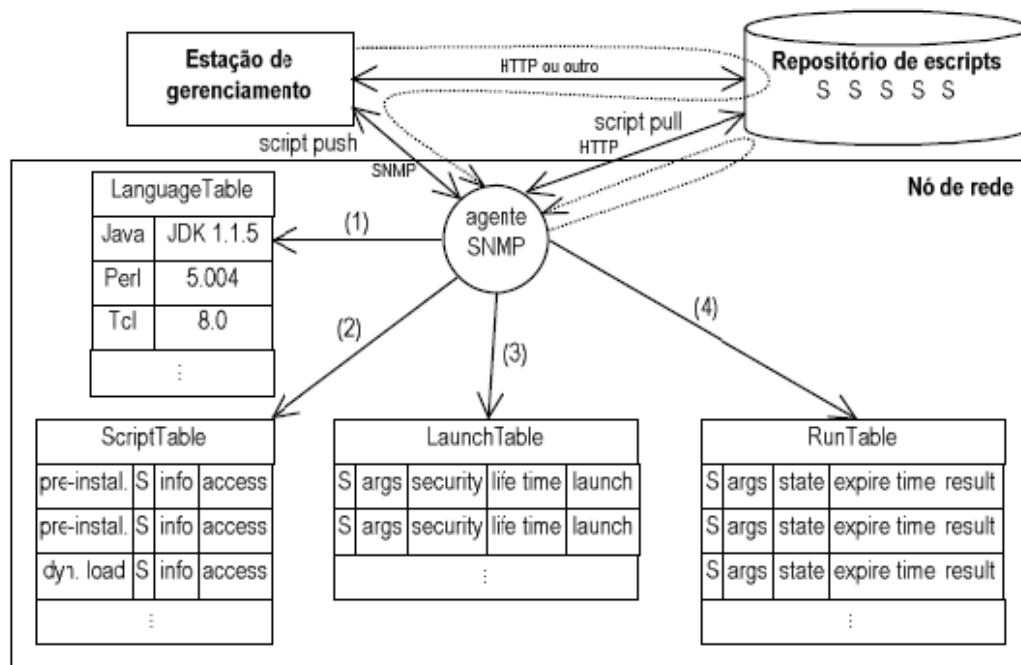 Estação de
gerenciamento
HTTP ou outro
Repositório de escripts
S S S S S
script push
SNMP
script pull
HTTP
Nó de rede
agente
SNMP
LanguageTable
Java JDK 1.1.5
Perl 5.004
Tcl 8.0
⋮
(1)
(2)
(3)
(4)
ScriptTable
pre-instal. S info access
pre-instal. S info access
dyn. load S info access
⋮
LaunchTable
S args security life time launch
S args security life time launch
⋮
RunTable
S args state expire time result
S args state expire time result
S args state expire time result
⋮